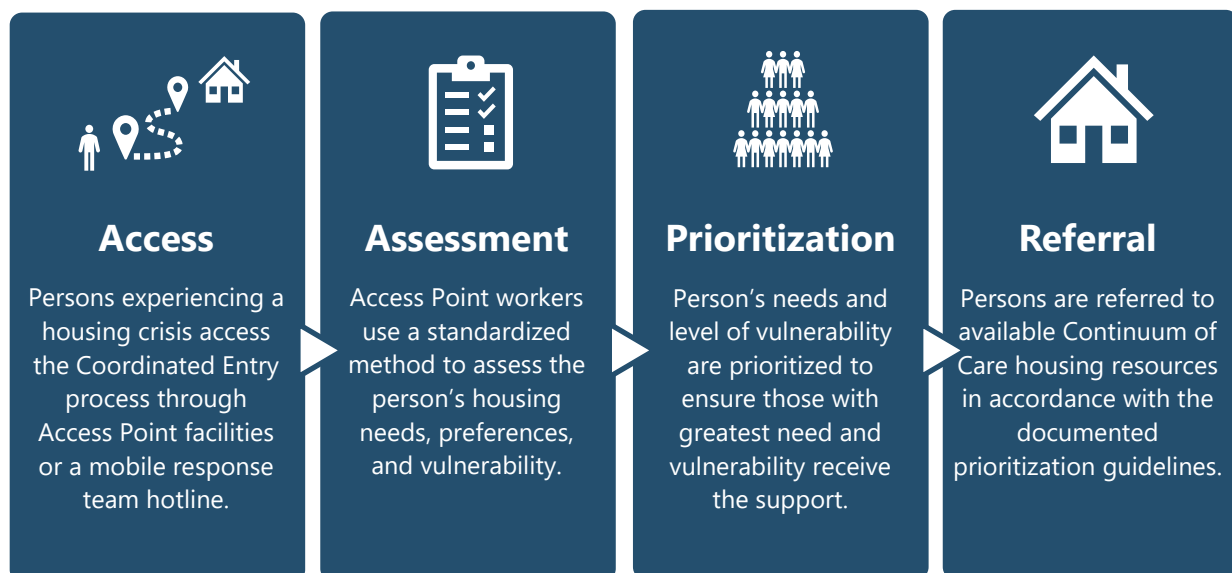 Access
Persons experiencing a
housing crisis access
the Coordinated Entry
process through
Access Point facilities
or a mobile response
team hotline.
Assessment
Access Point workers
use a standardized
method to assess the
person's housing
needs, preferences,
and vulnerability.
Prioritization
Person's needs and
level of vulnerability
are prioritized to
ensure those with
greatest need and
vulnerability receive
the support.
Referral
Persons are referred to
available Continuum of
Care housing resources
in accordance with the
documented
prioritization guidelines.